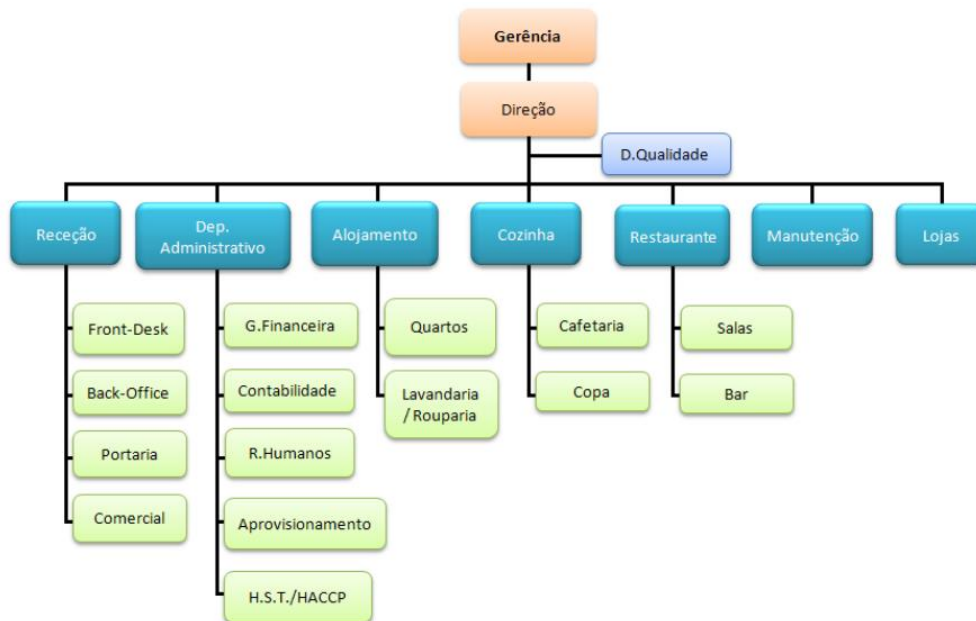 Gerência
Direção
D.Qualidade
Receção
Dep.
Administrativo
Alojamento
Cozinha
Restaurante
Manutenção
Lojas
Front-Desk
Back-Office
Portaria
Comercial
G.Financeira
Contabilidade
R.Humanos
Aprovisionamento
H.S.T./HACCP
Quartos
Lavandaria
/ Rouparia
Cafetaria
Copa
Salas
Bar